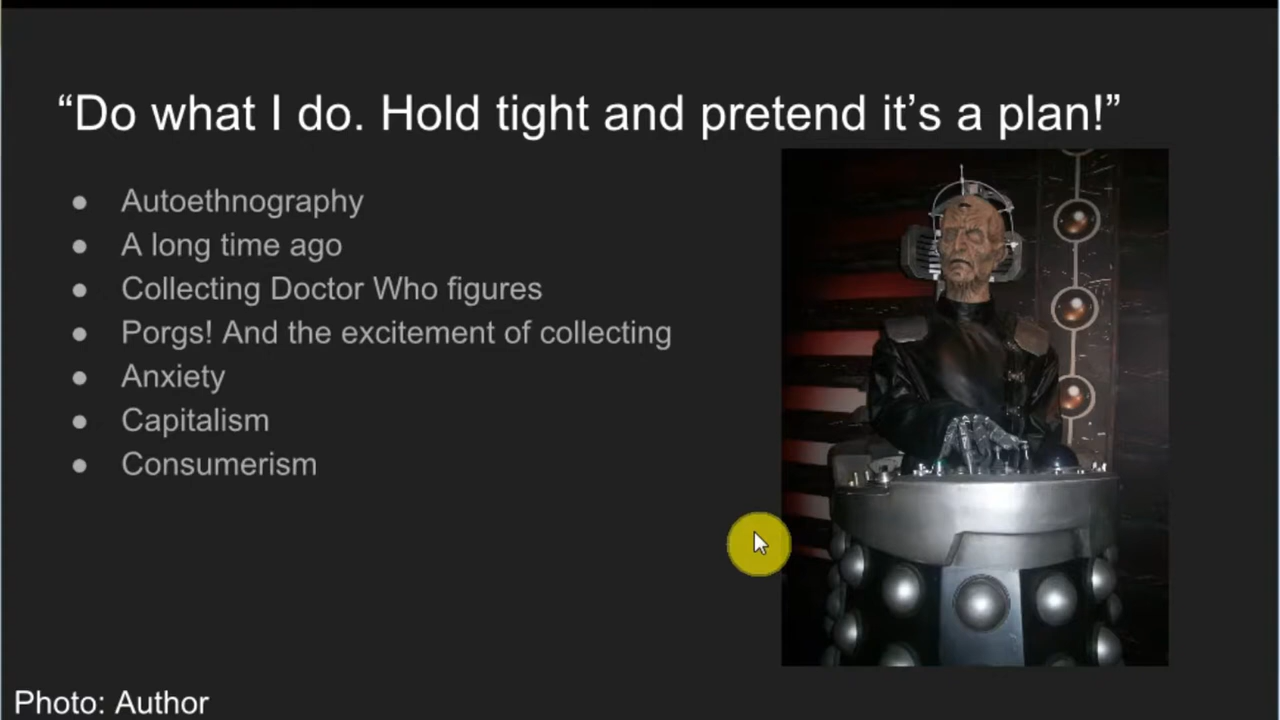 “Do what I do. Hold tight and pretend it’s a plan!”
● Autoethnography
● A long time ago
● Collecting Doctor Who figures
● Porgs! And the excitement of collecting
● Anxiety
● Capitalism
● Consumerism
Photo: Author